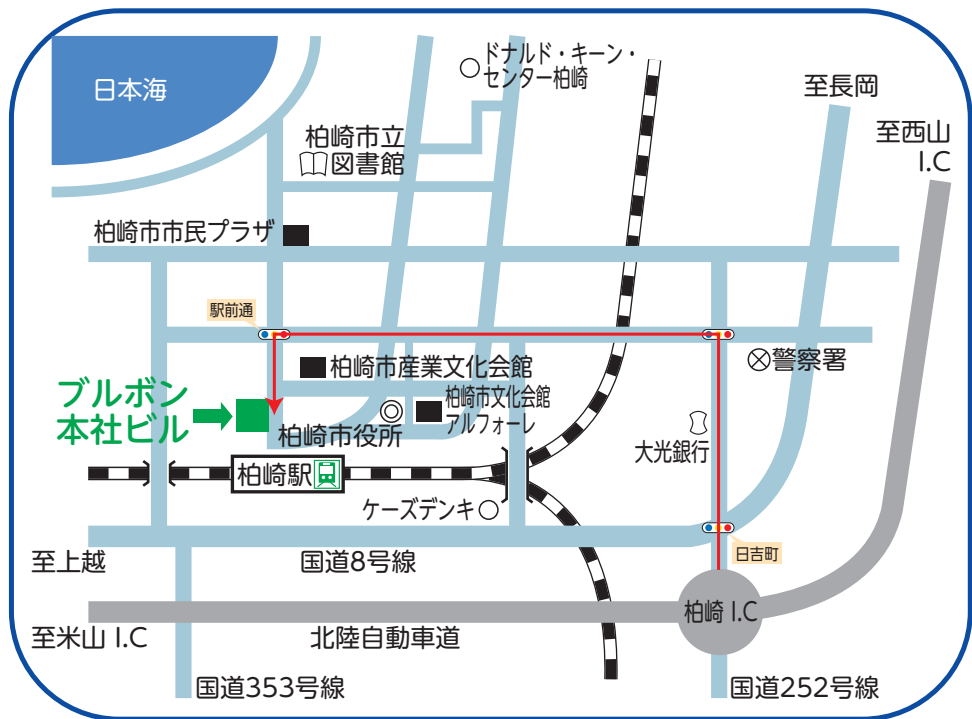 日本海
ドナルド・キーン・
センター柏崎
至長岡
至西山
I.C
柏崎市立
図書館
柏崎市市民プラザ
駅前通
柏崎市産業文化会館
警察署
ブルボン
本社ビル
柏崎市文化会館
アルフォーレ
柏崎市役所
大光銀行
柏崎駅
ケーズデンキ
日吉町
至上越
国道8号線
柏崎 I.C
至米山 I.C
北陸自動車道
国道353号線
国道252号線